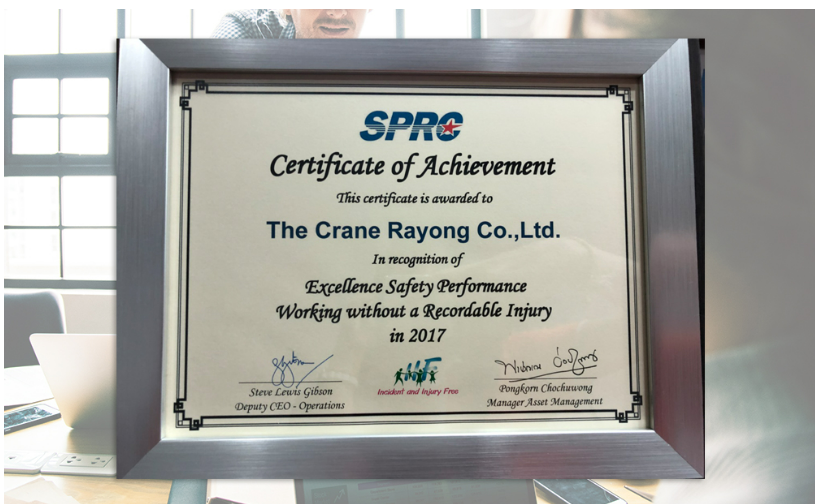 SPRC
Certificate of Achievement
This certificate is awarded to
The Crane Rayong Co.,Ltd.
In recognition of
Excellence Safety Performance
Working without a Recordable Injury
in 2017
IIF
Incident and Injury Free
Steve Lewis Gibson
Deputy CEO - Operations
Pongkorn Chochuwong
Manager Asset Management